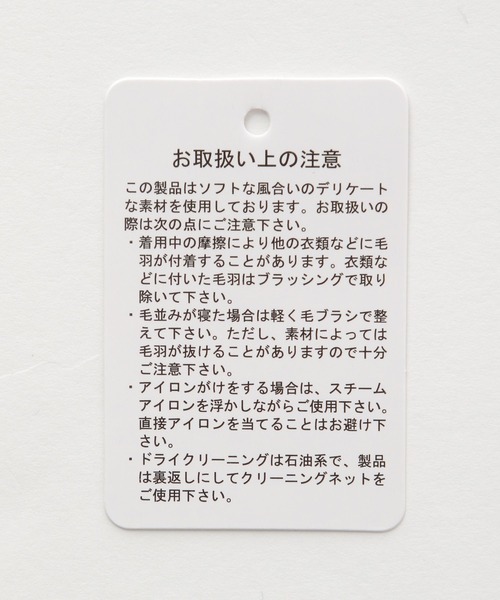 お取扱い上の注意
この製品はソフトな風合いのデリケート
な素材を使用しております。お取扱いの
際は次の点にご注意下さい。
・着用中の摩擦により他の衣類などに毛
羽が付着することがあります。衣類な
どに付いた毛羽はブラッシングで取り
除いて下さい。
・毛並みが寝た場合は軽く毛ブラシで整
えて下さい。ただし、素材によっては
毛羽が抜けることがありますので十分
ご注意下さい。
・アイロンがけをする場合は、スチーム
アイロンを浮かしながらご使用下さい。
直接アイロンを当てることはお避け下
さい。
・ドライクリーニングは石油系で、製品
は裏返しにしてクリーニングネットを
ご使用下さい。